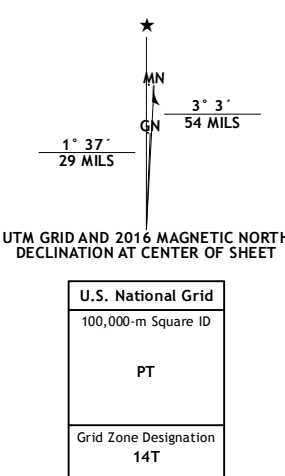 ★
MN
3° 3´
54 MILS
GN
1° 37´
29 MILS
UTM GRID AND 2016 MAGNETIC NORTH
DECLINATION AT CENTER OF SHEET
U.S. National Grid
100,000-m Square ID
PT
Grid Zone Designation
14T